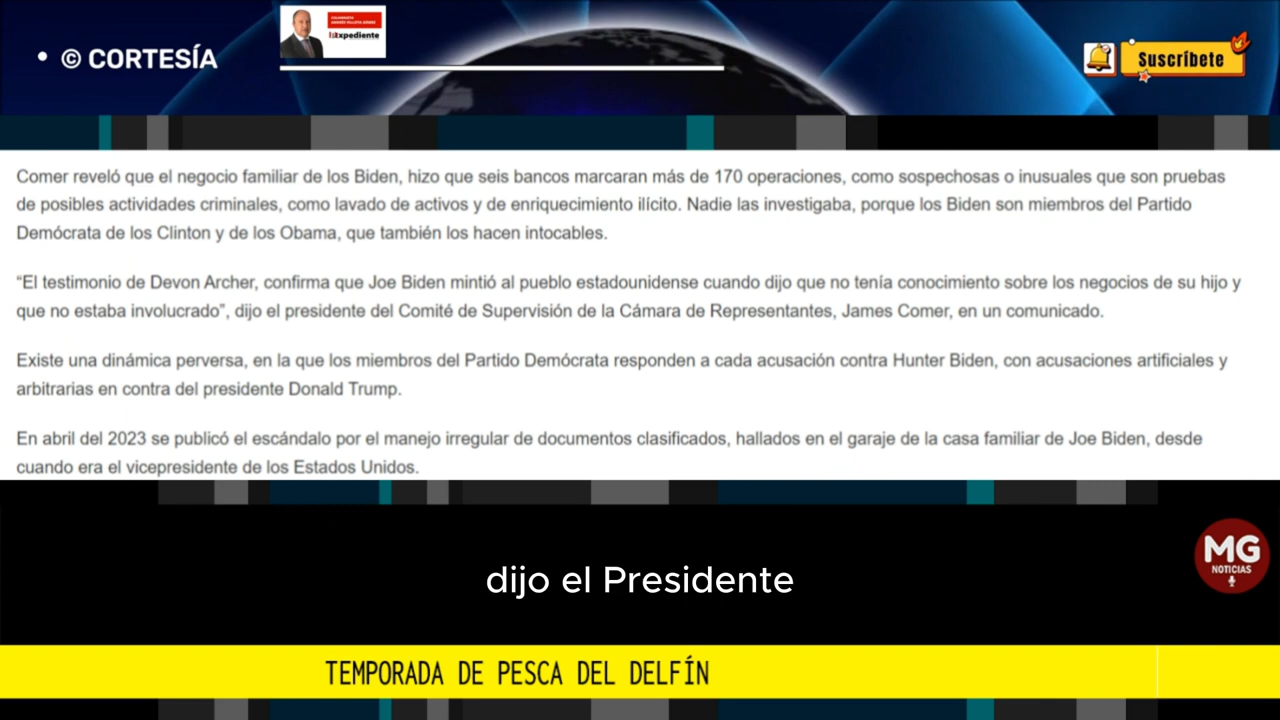 • © CORTESÍA
COLUMNISTA
ANDRÉS VILLOTA GÓMEZ
Expediente
Suscríbete
Comer reveló que el negocio familiar de los Biden, hizo que seis bancos marcaran más de 170 operaciones, como sospechosas o inusuales que son pruebas
de posibles actividades criminales, como lavado de activos y de enriquecimiento ilícito. Nadie las investigaba, porque los Biden son miembros del Partido
Demócrata de los Clinton y de los Obama, que también los hacen intocables.
“El testimonio de Devon Archer, confirma que Joe Biden mintió al pueblo estadounidense cuando dijo que no tenía conocimiento sobre los negocios de su hijo y
que no estaba involucrado”, dijo el presidente del Comité de Supervisión de la Cámara de Representantes, James Comer, en un comunicado.
Existe una dinámica perversa, en la que los miembros del Partido Demócrata responden a cada acusación contra Hunter Biden, con acusaciones artificiales y
arbitrarias en contra del presidente Donald Trump.
En abril del 2023 se publicó el escándalo por el manejo irregular de documentos clasificados, hallados en el garaje de la casa familiar de Joe Biden, desde
cuando era el vicepresidente de los Estados Unidos.
MG
NOTICIAS
dijo el Presidente
TEMPORADA DE PESCA DEL DELFÍN